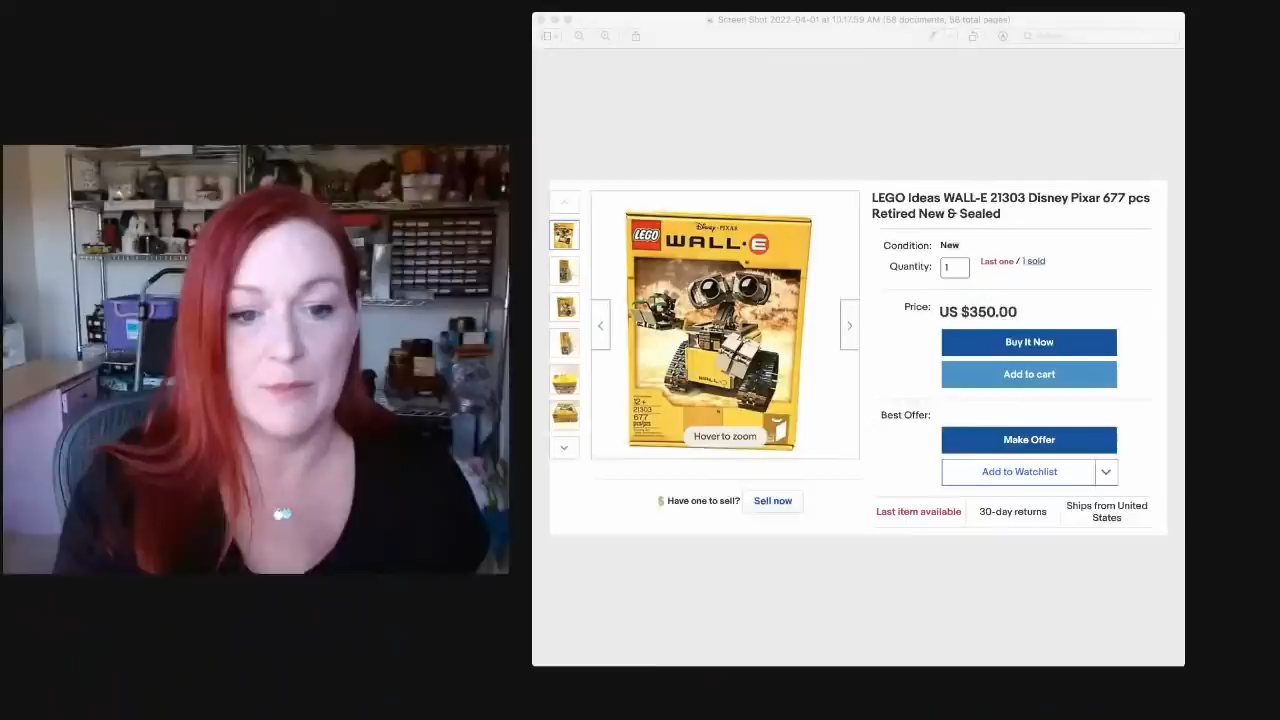 Screen Shot 2022-04-01 at 10.17.59 AM (58 documents, 58 total pages)
LEGO Ideas WALL-E 21303 Disney Pixar 677 pcs
Retired New & Sealed
Condition: New
Quantity: 1 Last one / 1 sold
Price: US $350.00
Buy It Now
Add to cart
Best Offer:
Make Offer
Add to Watchlist
Last item available 30-day returns Ships from United
States
Disney PIXAR
LEGO WALL·E
WALL·E
12+
21303
677
Hover to zoom
Have one to sell? Sell now